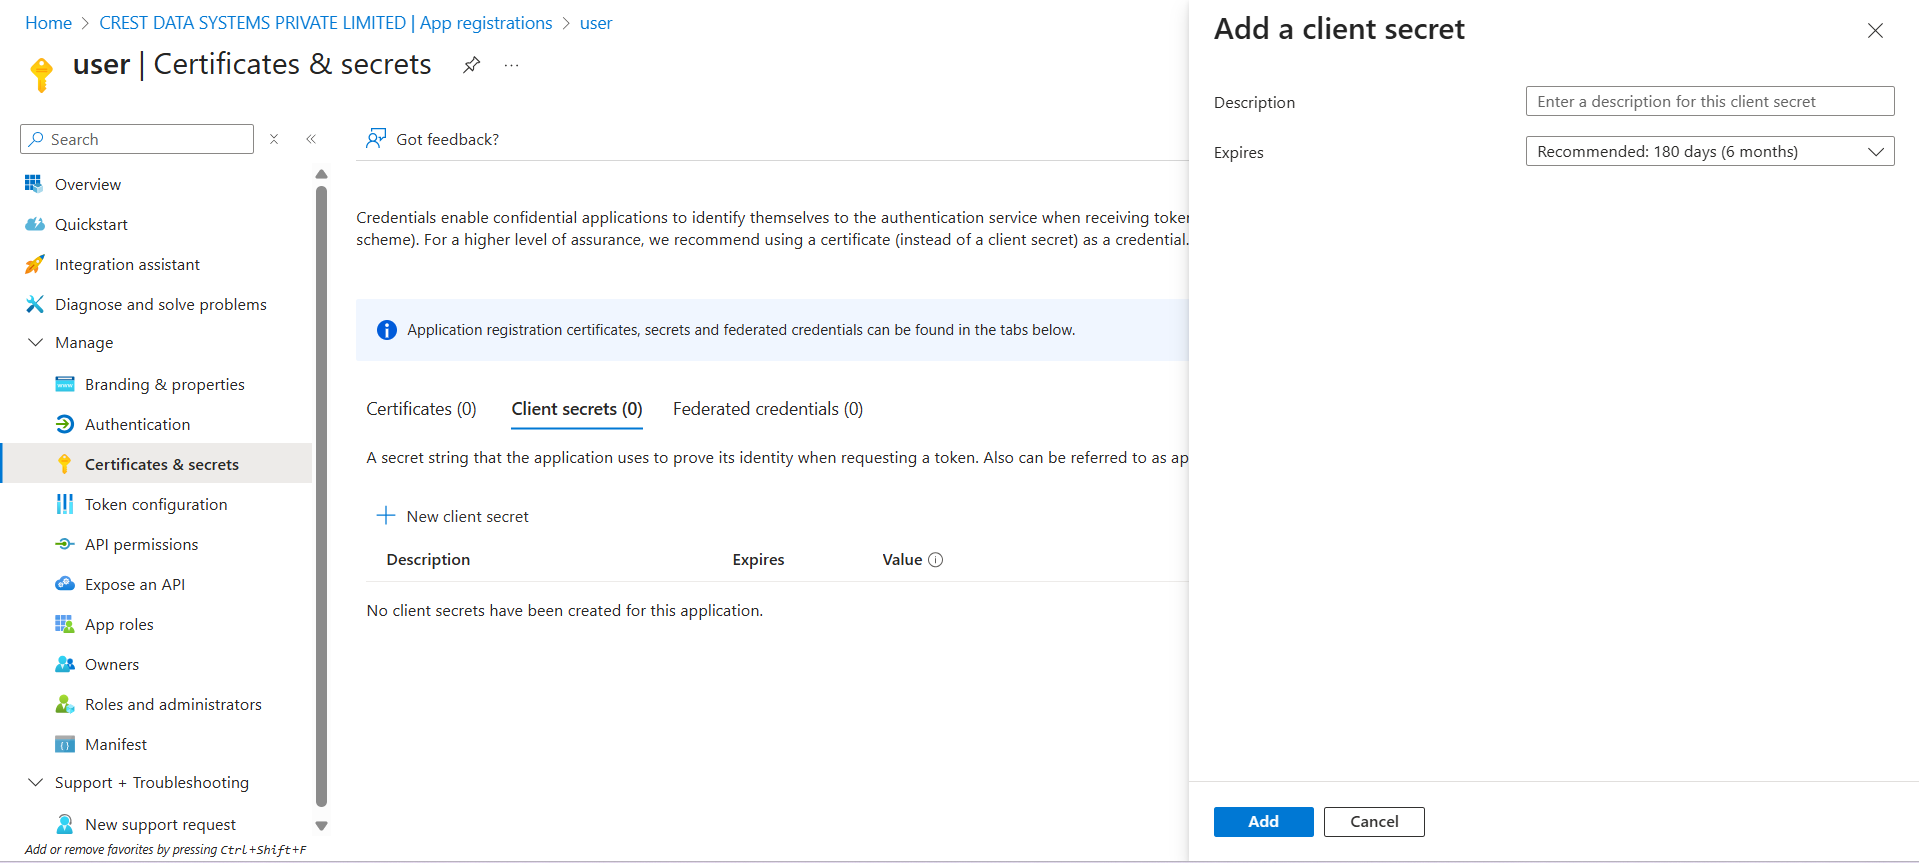 Home > CREST DATA SYSTEMS PRIVATE LIMITED | App registrations > user
user | Certificates & secrets
Search
Overview
Quickstart
Integration assistant
Diagnose and solve problems
Manage
Branding & properties
Authentication
Certificates & secrets
Token configuration
API permissions
Expose an API
App roles
Owners
Roles and administrators
Manifest
Support + Troubleshooting
New support request
Add or remove favorites by pressing Ctrl+Shift+F
Got feedback?
Credentials enable confidential applications to identify themselves to the authentication service when receiving toker
scheme). For a higher level of assurance, we recommend using a certificate (instead of a client secret) as a credential.
Application registration certificates, secrets and federated credentials can be found in the tabs below.
Certificates (0) Client secrets (0) Federated credentials (0)
A secret string that the application uses to prove its identity when requesting a token. Also can be referred to as ap
New client secret
Description Expires Value
No client secrets have been created for this application.
Add a client secret
Description Enter a description for this client secret
Expires Recommended: 180 days (6 months)
Add Cancel